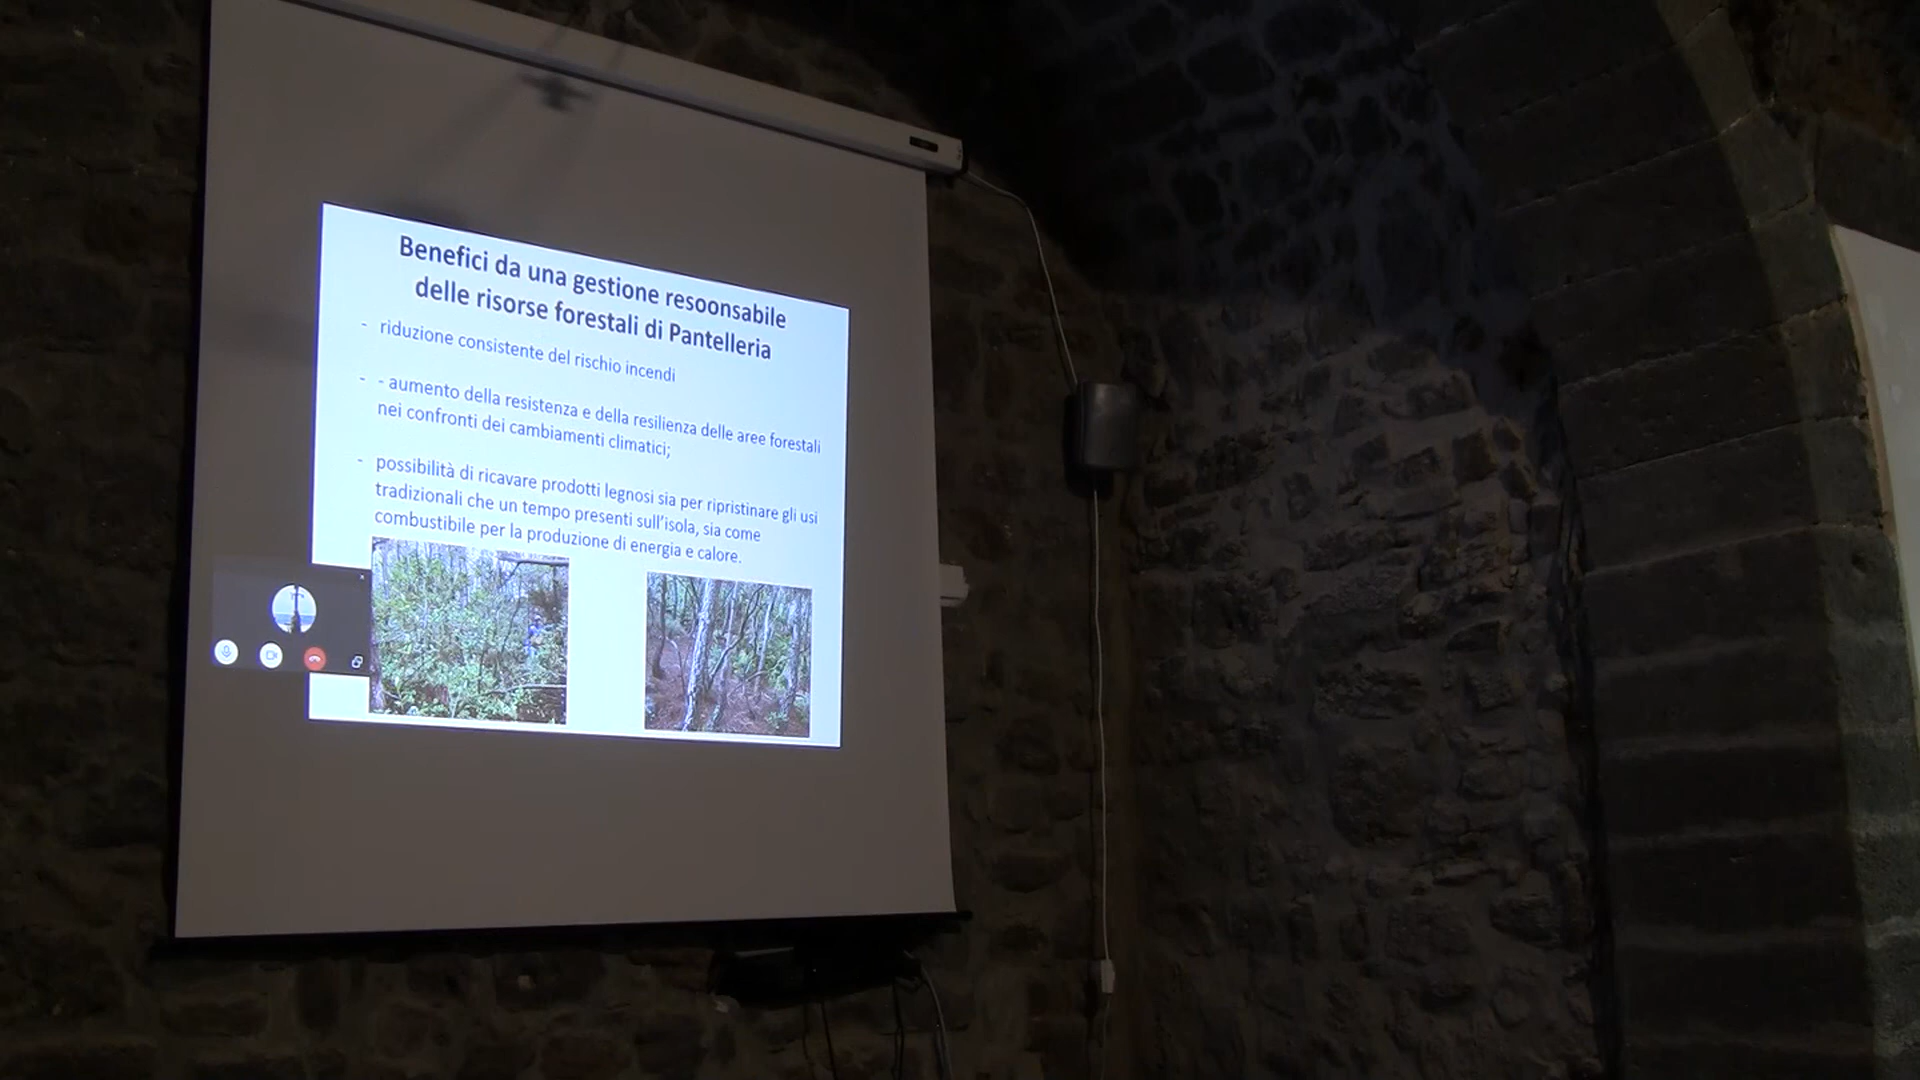 Benefici da una gestione resoonsabile
delle risorse forestali di Pantelleria
- riduzione consistente del rischio incendi
- - aumento della resistenza e della resilienza delle aree forestali
nei confronti dei cambiamenti climatici;
- possibilità di ricavare prodotti legnosi sia per ripristinare gli usi
tradizionali che un tempo presenti sull'isola, sia come
combustibile per la produzione di energia e calore.